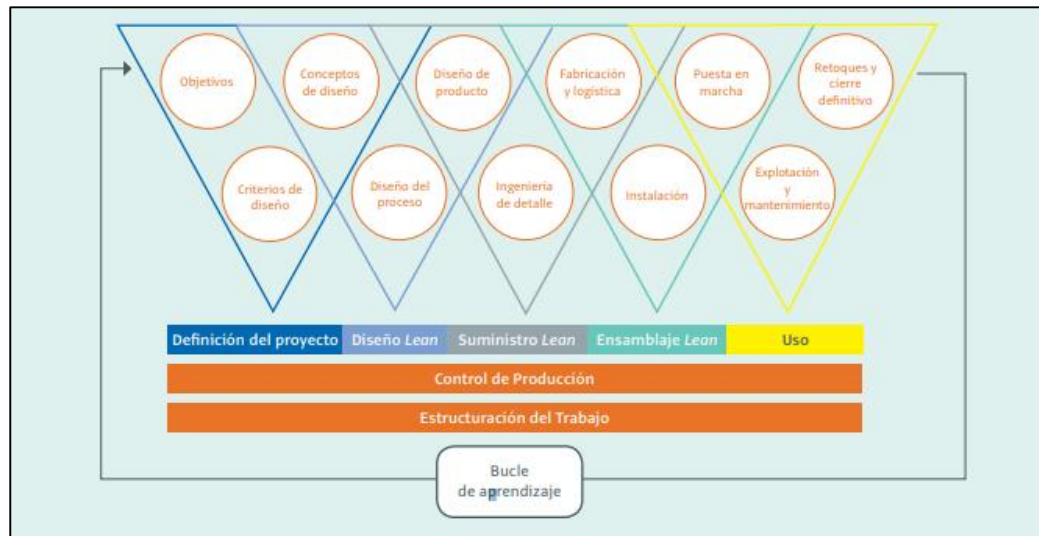 Objetivos
Conceptos
de diseño
Diseño de
producto
Fabricación
y logística
Puesta en
marcha
Retoques y
cierre
definitivo
Criterios de
diseño
Diseño del
proceso
Ingeniería
de detalle
Instalación
Explotación
y
mantenimiento
Definición del proyecto
Diseño Lean
Suministro Lean
Ensamblaje Lean
Uso
Control de Producción
Estructuración del Trabajo
Bucle
de aprendizaje